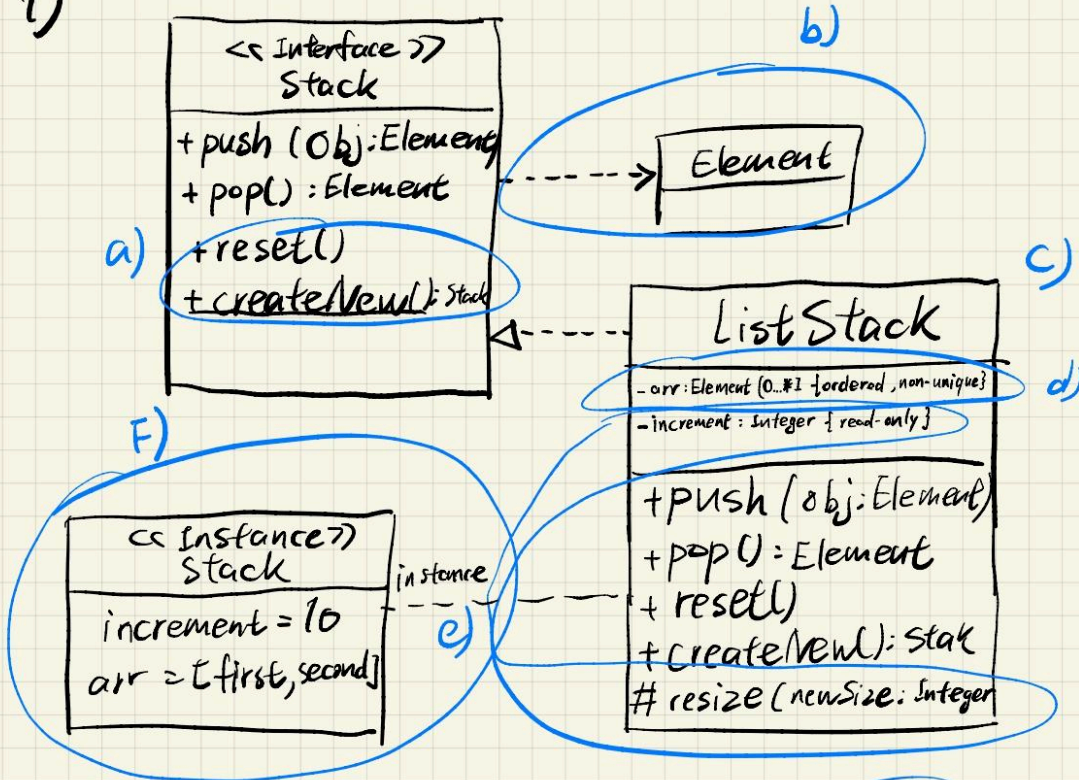 1)
<< Interface >>
Stack
+ push (Obj:Element)
+ pop() : Element
+ reset()
+ createNew(): Stack
a)
b)
Element
c)
ListStack
- arr: Element [0...*] {ordered, non-unique}
d)
- increment : Integer { read-only }
+ push (obj:Element)
+ pop() : Element
+ reset()
+ createNew(): Stak
# resize (newSize: Integer
e)
F)
<< Instance >>
Stack
increment = 10
arr = [first, second]
instance